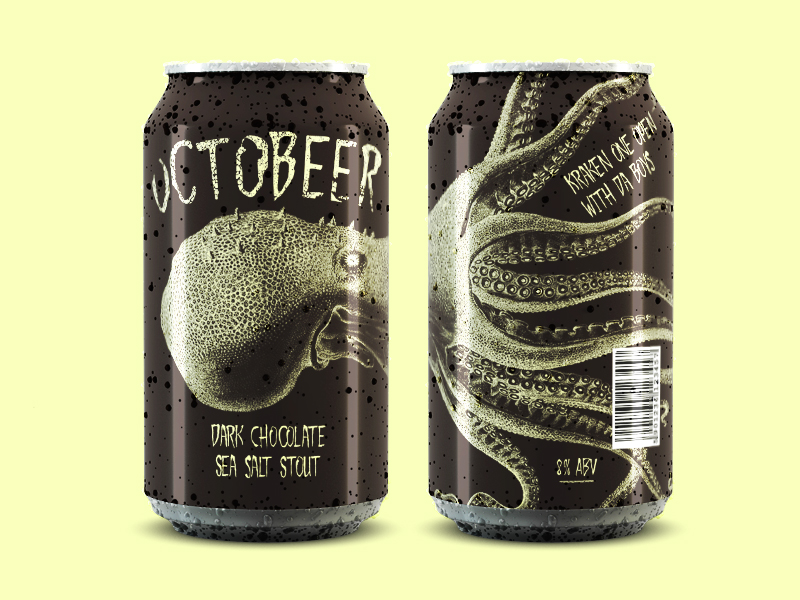 OCTOBEER
DARK CHOCOLATE
SEA SALT STOUT
KRAKEN ONE OPEN
WITH DA BOYS
8% ABV